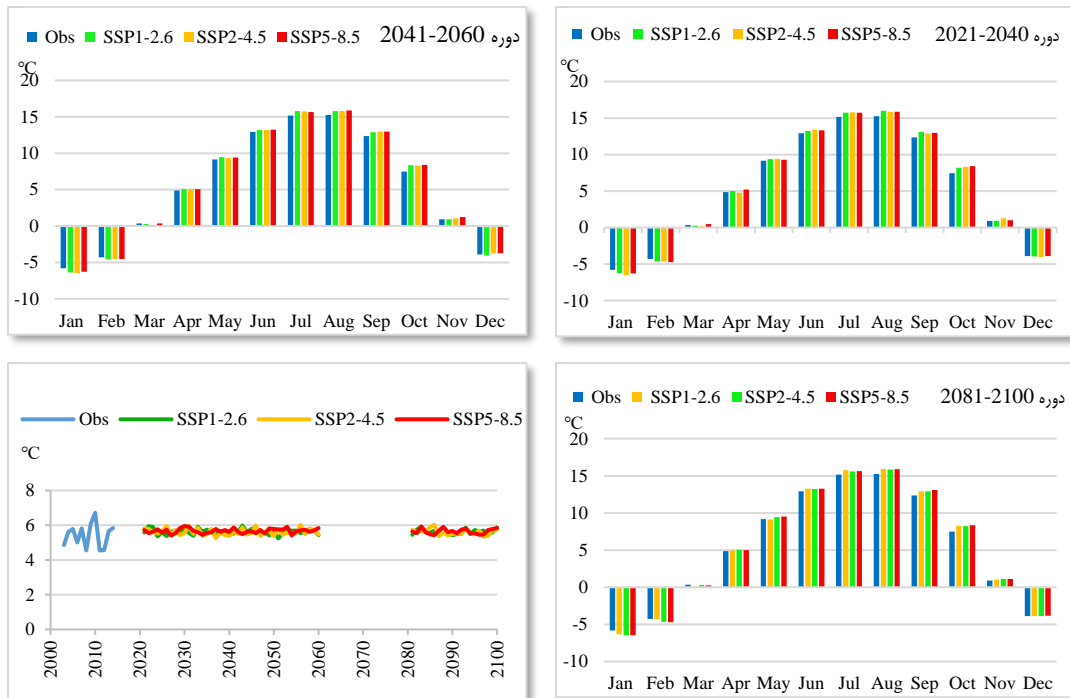 Obs SSP1-2.6 SSP2-4.5 SSP5-8.5 دوره 2041-2060
°C
20
15
10
5
0
-5
-10
Jan Feb Mar Apr May Jun Jul Aug Sep Oct Nov Dec
Obs SSP1-2.6 SSP2-4.5 SSP5-8.5 دوره 2021-2040
°C
20
15
10
5
0
-5
-10
Jan Feb Mar Apr May Jun Jul Aug Sep Oct Nov Dec
Obs SSP1-2.6 SSP2-4.5 SSP5-8.5
°C
8
6
4
2
0
2000 2010 2020 2030 2040 2050 2060 2070 2080 2090 2100
Obs SSP1-2.6 SSP2-4.5 SSP5-8.5 دوره 2081-2100
°C
20
15
10
5
0
-5
-10
Jan Feb Mar Apr May Jun Jul Aug Sep Oct Nov Dec